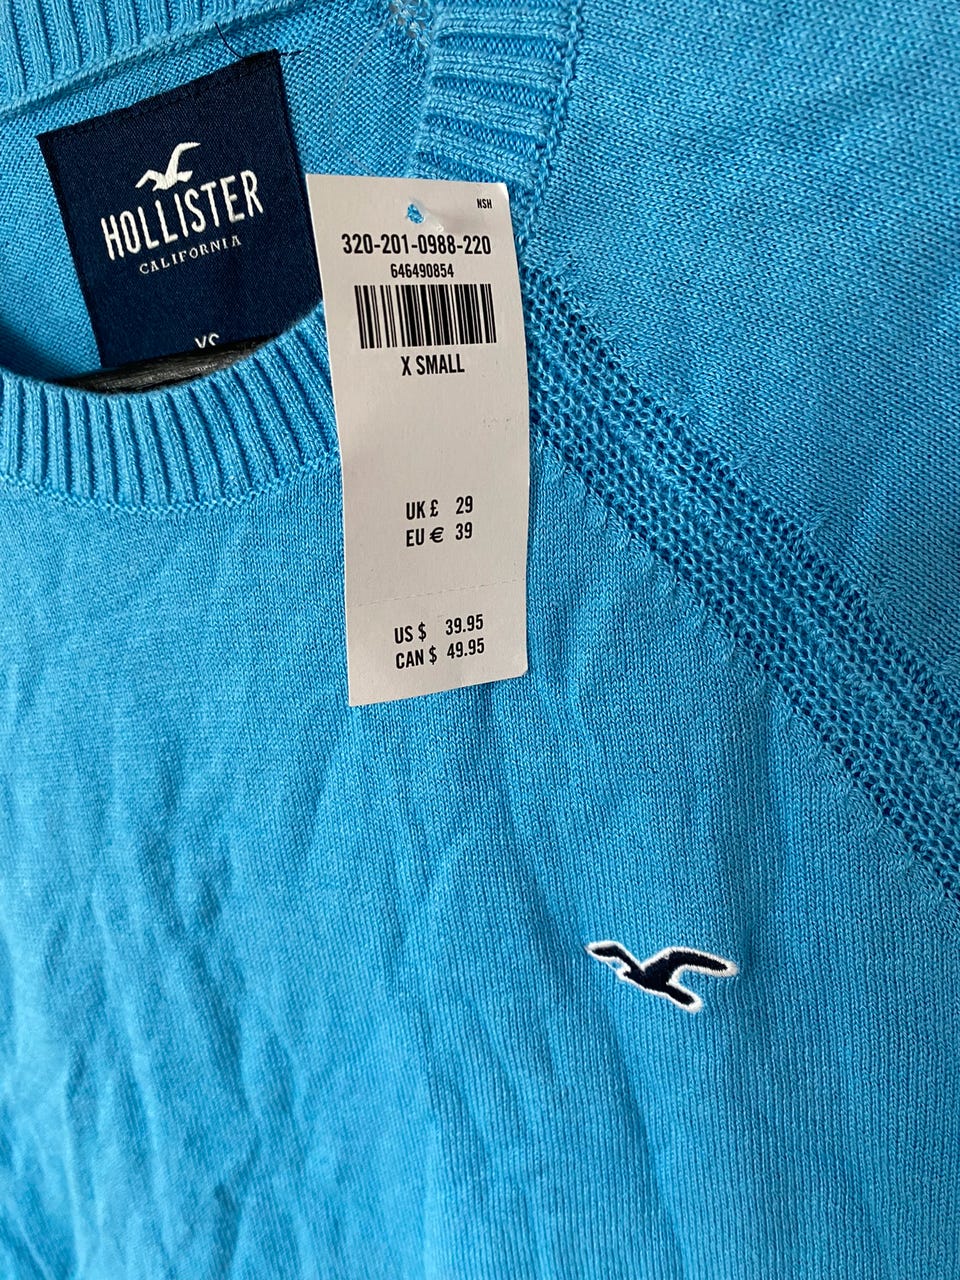 HOLLISTER
CALIFORNIA
XS
NSH
320-201-0988-220
646490854
X SMALL
UK £ 29
EU € 39
US $ 39.95
CAN $ 49.95